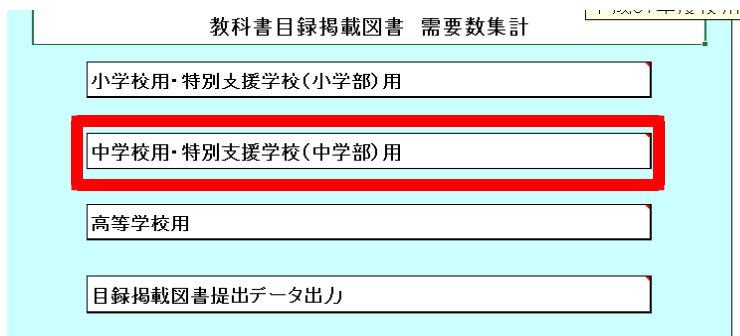 教科書目録掲載図書 需要数集計
小学校用・特別支援学校(小学部)用
中学校用・特別支援学校(中学部)用
高等学校用
目録掲載図書提出データ出力